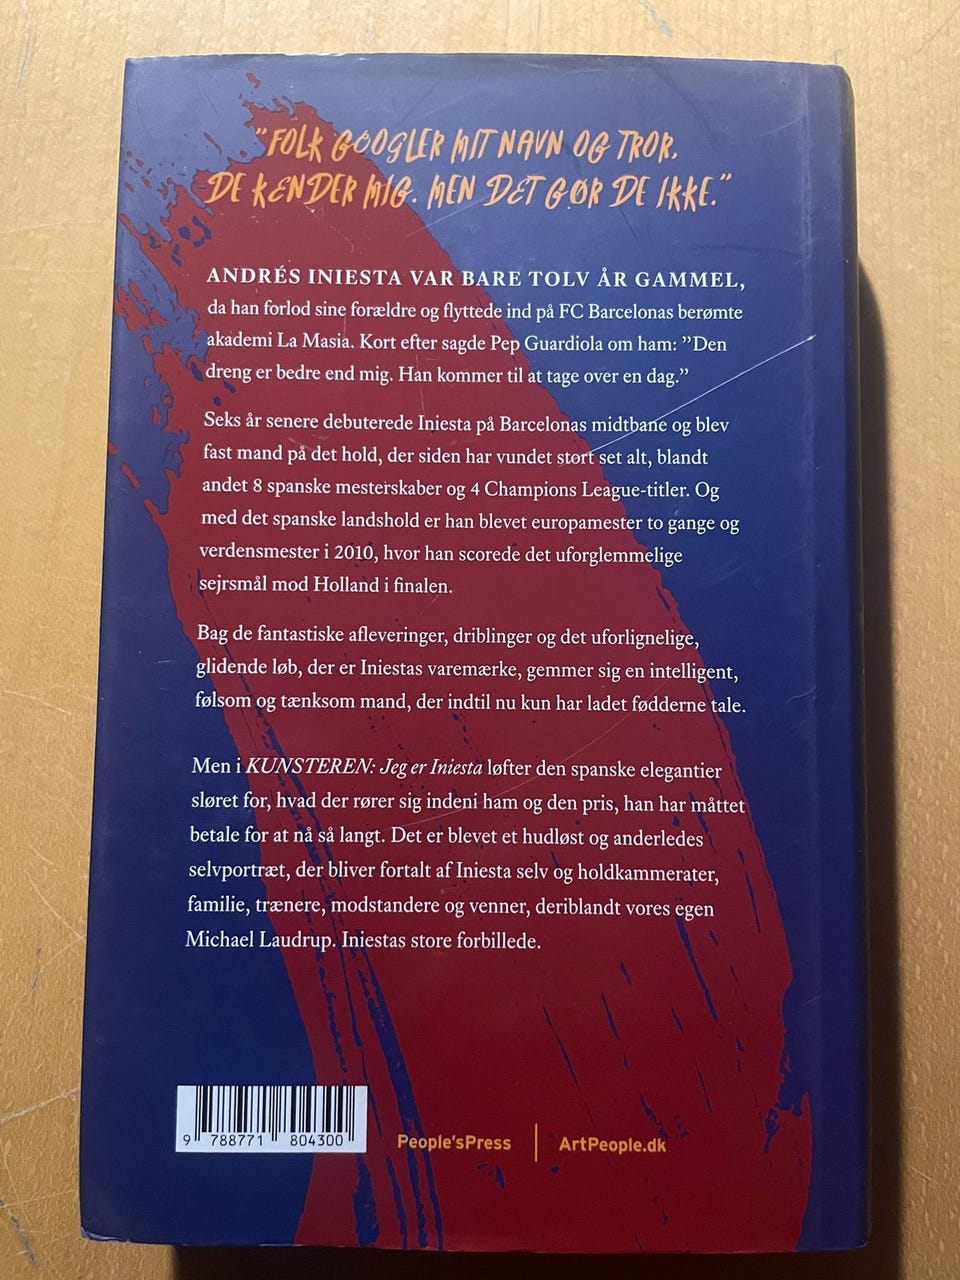 "FOLK GOOGLER MIT NAVN OG TROR,
DE KENDER MIG. MEN DET GØR DE IKKE."
ANDRÉS INIESTA VAR BARE TOLV ÅR GAMMEL,
da han forlod sine forældre og flyttede ind på FC Barcelonas berømte
akademi La Masia. Kort efter sagde Pep Guardiola om ham: "Den
dreng er bedre end mig. Han kommer til at tage over en dag."
Seks år senere debuterede Iniesta på Barcelonas midtbane og blev
fast mand på det hold, der siden har vundet stort set alt, blandt
andet 8 spanske mesterskaber og 4 Champions League-titler. Og
med det spanske landshold er han blevet europamester to gange og
verdensmester i 2010, hvor han scorede det uforglemmelige
sejrsmål mod Holland i finalen.
Bag de fantastiske afleveringer, driblinger og det uforlignelige,
glidende løb, der er Iniestas varemærke, gemmer sig en intelligent,
følsom og tænksom mand, der indtil nu kun har ladet fødderne tale.
Men i KUNSTEREN: Jeg er Iniesta løfter den spanske elegantier
sløret for, hvad der rører sig indeni ham og den pris, han har måttet
betale for at nå så langt. Det er blevet et hudløst og anderledes
selvportræt, der bliver fortalt af Iniesta selv og holdkammerater,
familie, trænere, modstandere og venner, deriblandt vores egen
Michael Laudrup. Iniestas store forbillede.
9 788771 804300
People'sPress | ArtPeople.dk